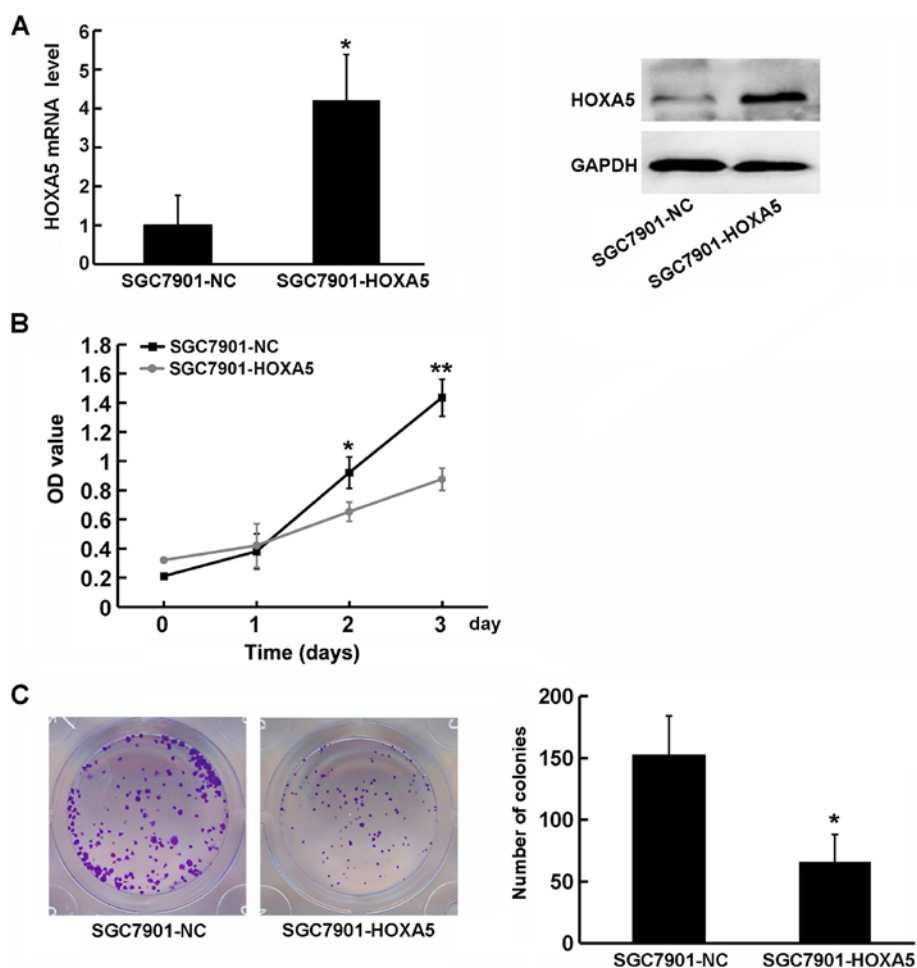 A
HOXA5 mRNA level
6
5
4
3
2
1
0
*
SGC7901-NC
SGC7901-HOXA5
HOXA5
GAPDH
SGC7901-NC
SGC7901-HOXA5
B
OD value
1.8
1.6
1.4
1.2
1
0.8
0.6
0.4
0.2
0
SGC7901-NC
SGC7901-HOXA5
*
**
0 1 2 3 day
Time (days)
C
SGC7901-NC
SGC7901-HOXA5
Number of colonies
200
150
100
50
0
*
SGC7901-NC
SGC7901-HOXA5